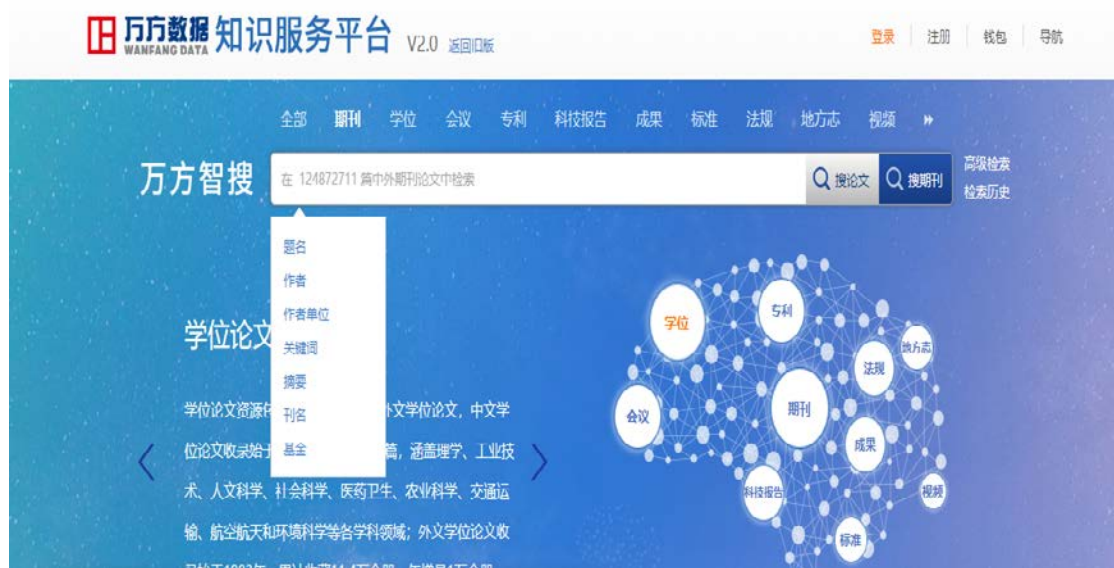 万方数据 知识服务平台 V2.0 返回旧版 登录 注册 钱包 导航
WANFANG DATA
全部 期刊 学位 会议 专利 科技报告 成果 标准 法规 地方志 视频
万方智搜 在 124872711 篇中外期刊论文中检索 搜论文 搜期刊 高级检索
检索历史
题名
作者
作者单位
关键词
摘要
刊名
基金
学位论文
学位论文资源 外文学位论文，中文学
位论文收录始于 篇，涵盖理学、工业技
术、人文科学、社会科学、医药卫生、农业科学、交通运
输、航空航天和环境科学等各学科领域；外文学位论文收
学位
专利
地方志
法规
期刊
会议
成果
科技报告
视频
标准